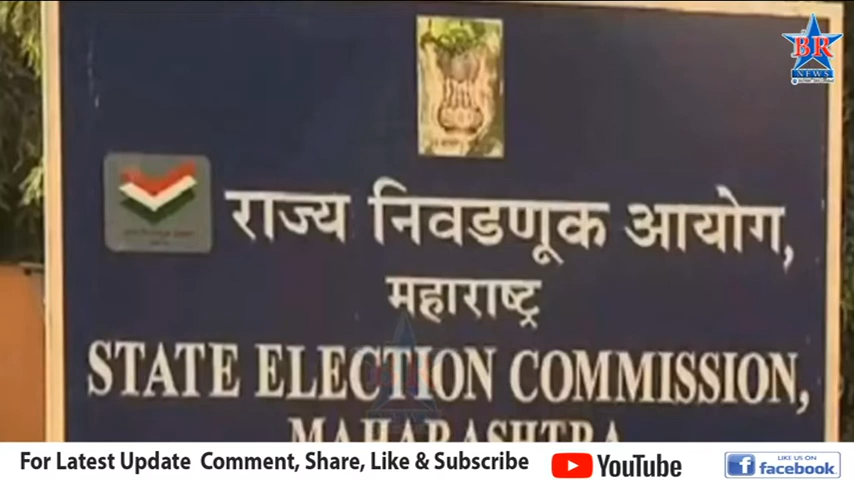 BR
NEWS
राज्य निवडणूक आयोग,
महाराष्ट्र
STATE ELECTION COMMISSION,
MAHARASHTRA
For Latest Update Comment, Share, Like & Subscribe
YouTube
LIKE US ON
facebook